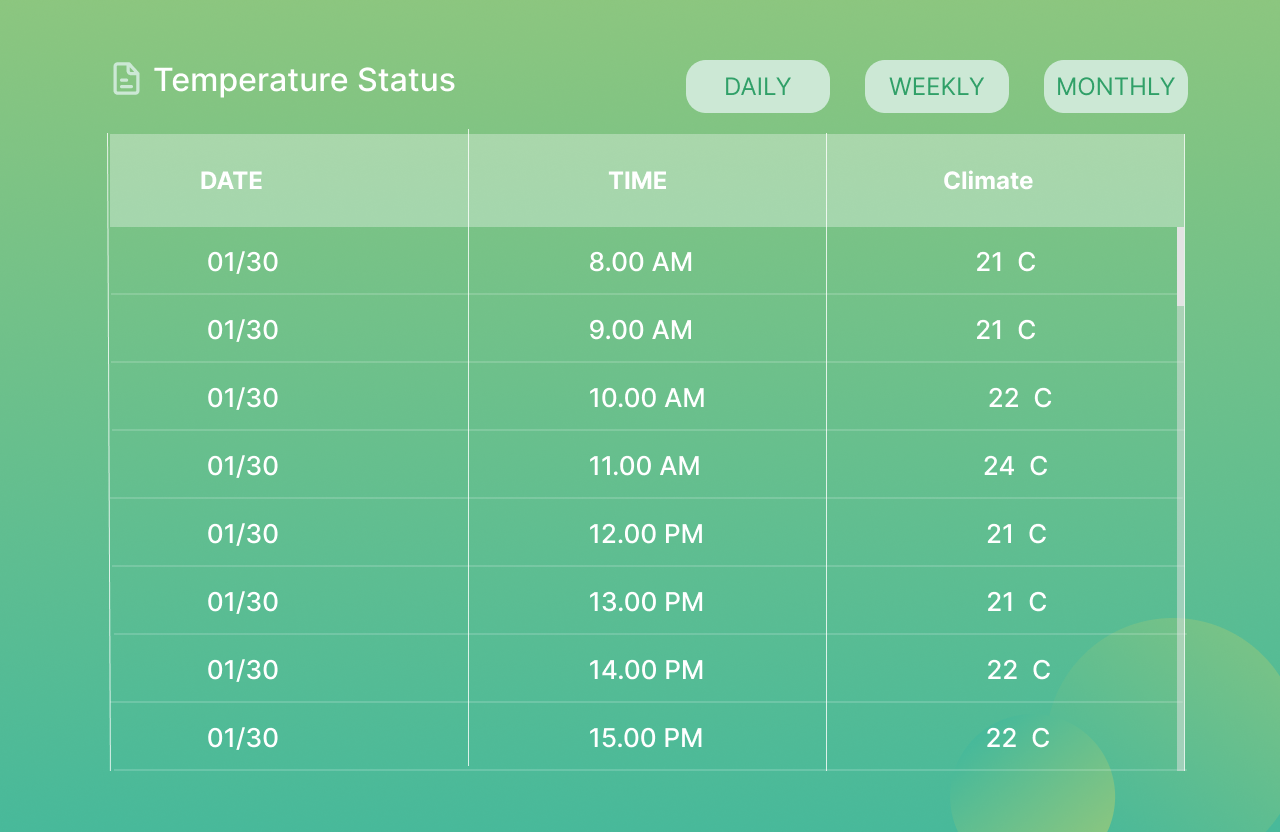 Temperature Status
DAILY WEEKLY MONTHLY
DATE TIME Climate
01/30 8.00 AM 21 C
01/30 9.00 AM 21 C
01/30 10.00 AM 22 C
01/30 11.00 AM 24 C
01/30 12.00 PM 21 C
01/30 13.00 PM 21 C
01/30 14.00 PM 22 C
01/30 15.00 PM 22 C